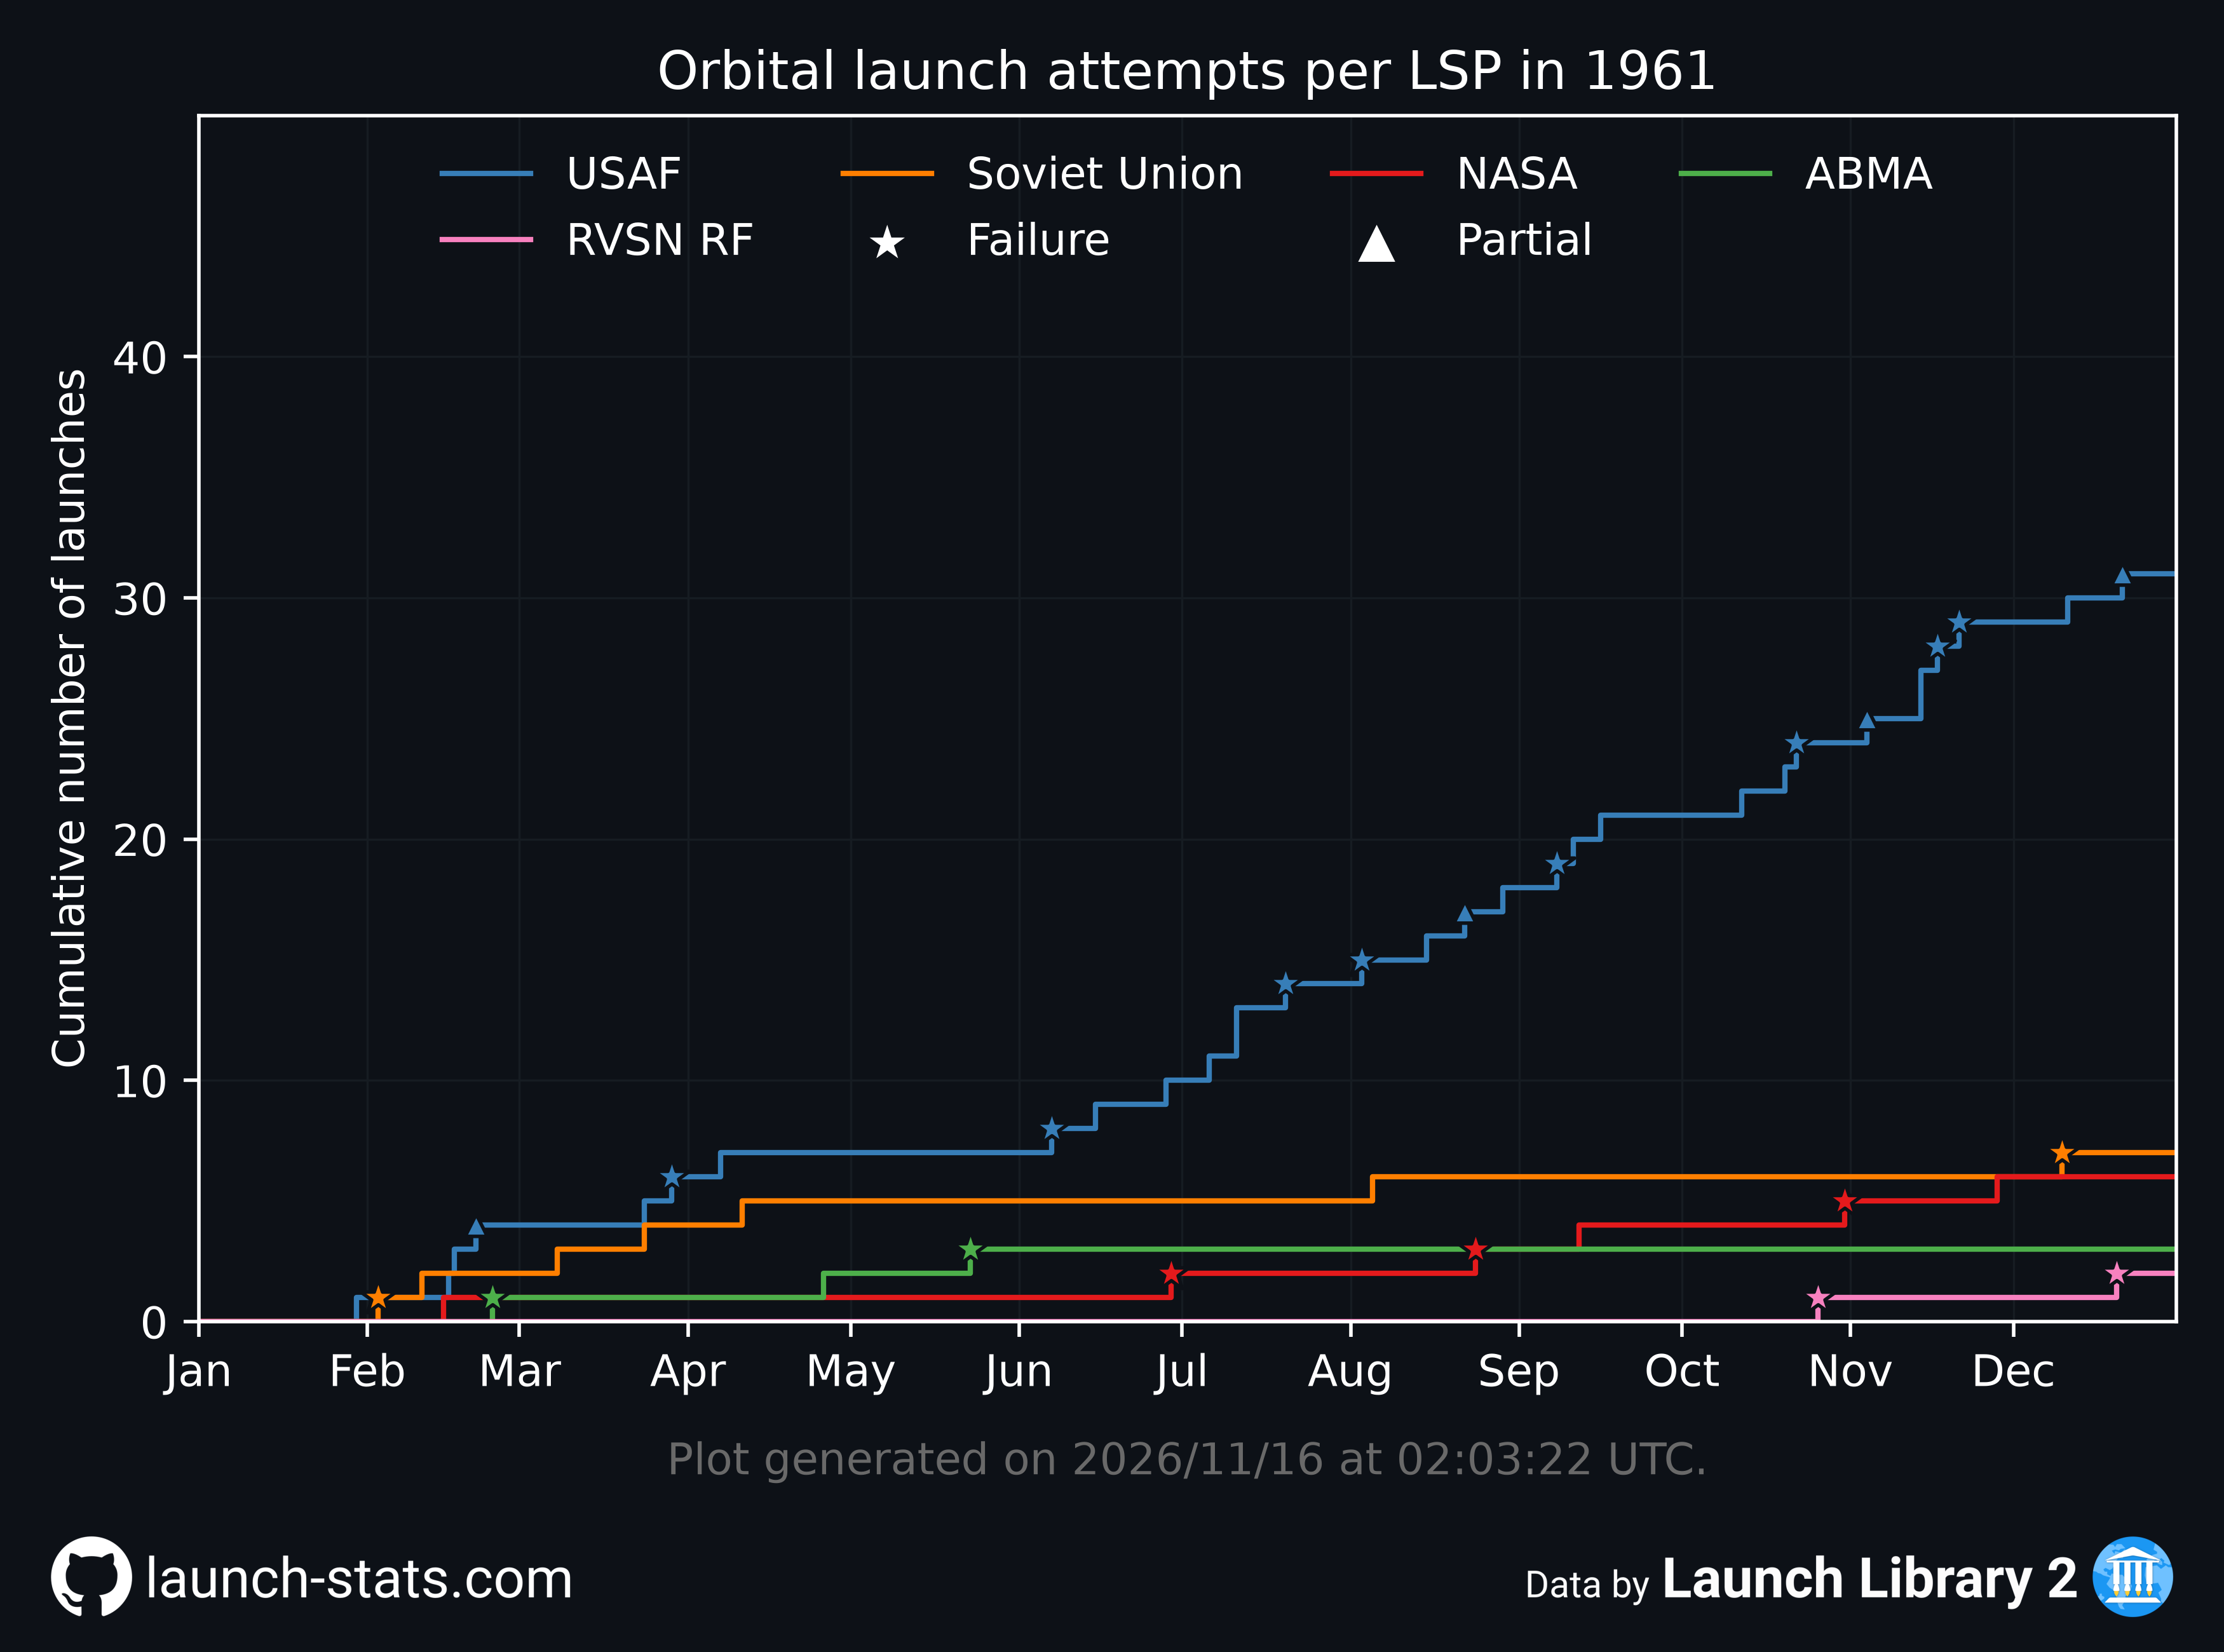 Orbital launch attempts per LSP in 1961
USAF Soviet Union NASA ABMA
RVSN RF Failure Partial
Cumulative number of launches
40
30
20
10
0
Jan Feb Mar Apr May Jun Jul Aug Sep Oct Nov Dec
Plot generated on 2026/11/16 at 02:03:22 UTC.
launch-stats.com
Data by Launch Library 2